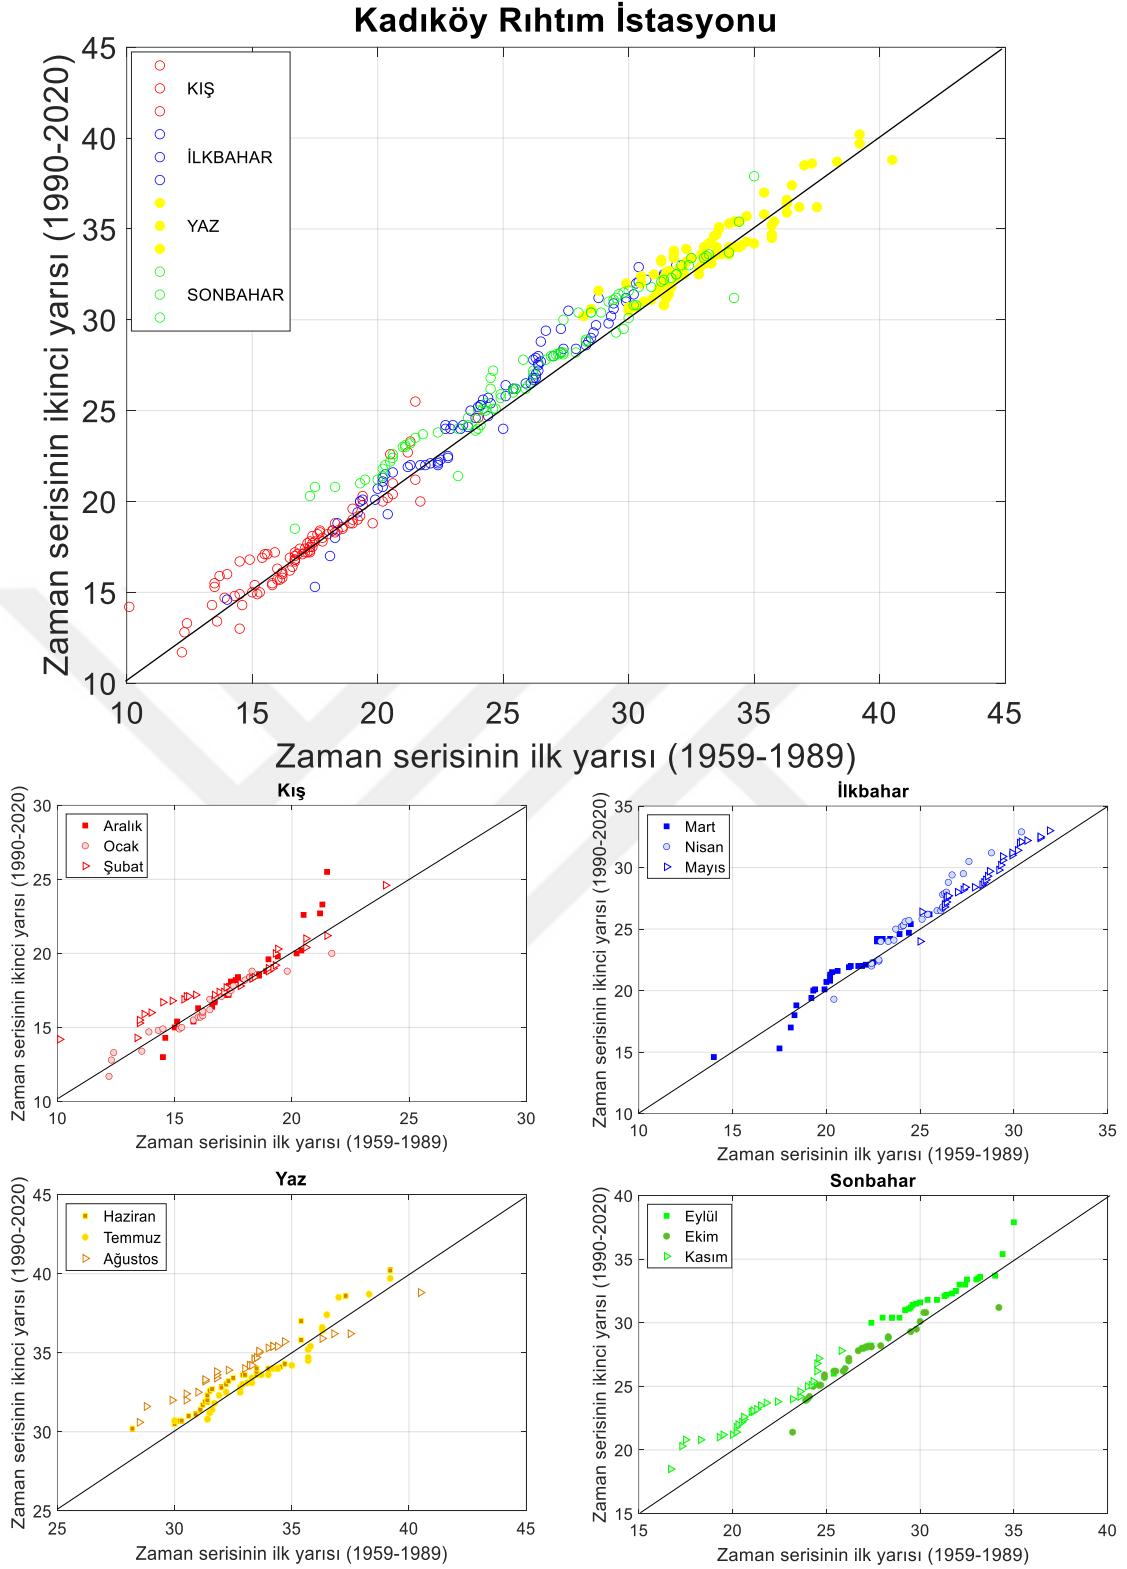 Kadıköy Rıhtım İstasyonu
Zaman serisinin ikinci yarısı (1990-2020)
45
40
35
30
25
20
15
10
KIŞ
İLKBAHAR
YAZ
SONBAHAR
10 15 20 25 30 35 40 45
Zaman serisinin ilk yarısı (1959-1989)
Kış
Zaman serisinin ikinci yarısı (1990-2020)
30
25
20
15
10
Aralık
Ocak
Şubat
10 15 20 25 30
Zaman serisinin ilk yarısı (1959-1989)
İlkbahar
Zaman serisinin ikinci yarısı (1990-2020)
35
30
25
20
15
10
Mart
Nisan
Mayıs
10 15 20 25 30 35
Zaman serisinin ilk yarısı (1959-1989)
Yaz
Zaman serisinin ikinci yarısı (1990-2020)
45
40
35
30
25
Haziran
Temmuz
Ağustos
25 30 35 40 45
Zaman serisinin ilk yarısı (1959-1989)
Sonbahar
Zaman serisinin ikinci yarısı (1990-2020)
40
35
30
25
20
15
Eylül
Ekim
Kasım
15 20 25 30 35 40
Zaman serisinin ilk yarısı (1959-1989)